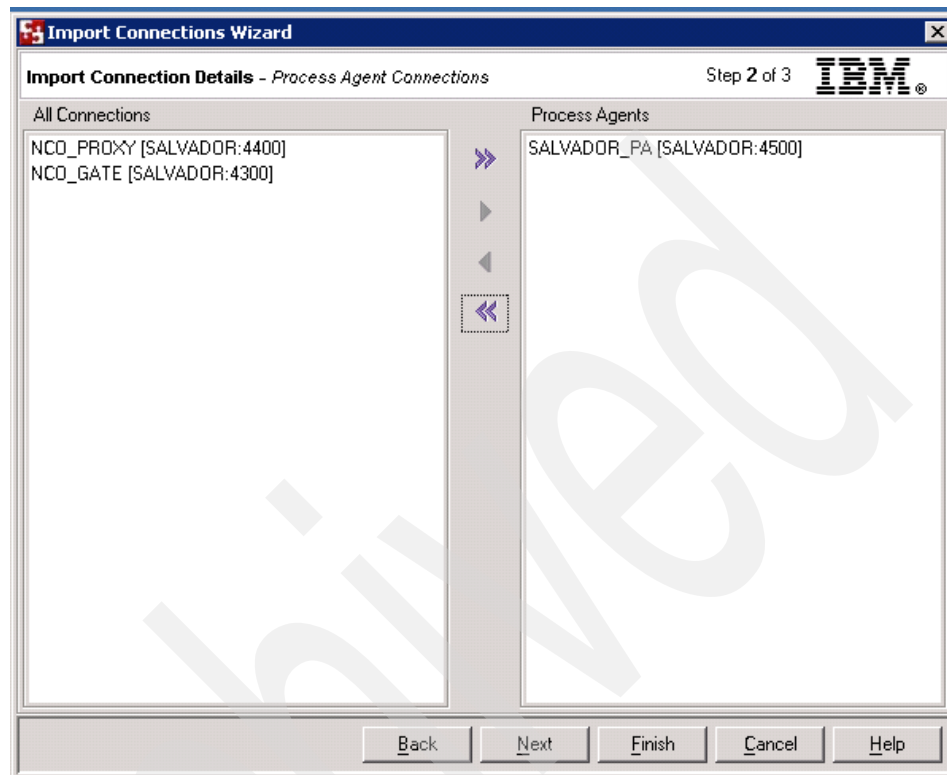 Import Connections Wizard
Import Connection Details - Process Agent Connections
Step 2 of 3
IBM®
All Connections
NCO_PROXY [SALVADOR:4400]
NCO_GATE [SALVADOR:4300]
Process Agents
SALVADOR_PA [SALVADOR:4500]
Back
Next
Finish
Cancel
Help